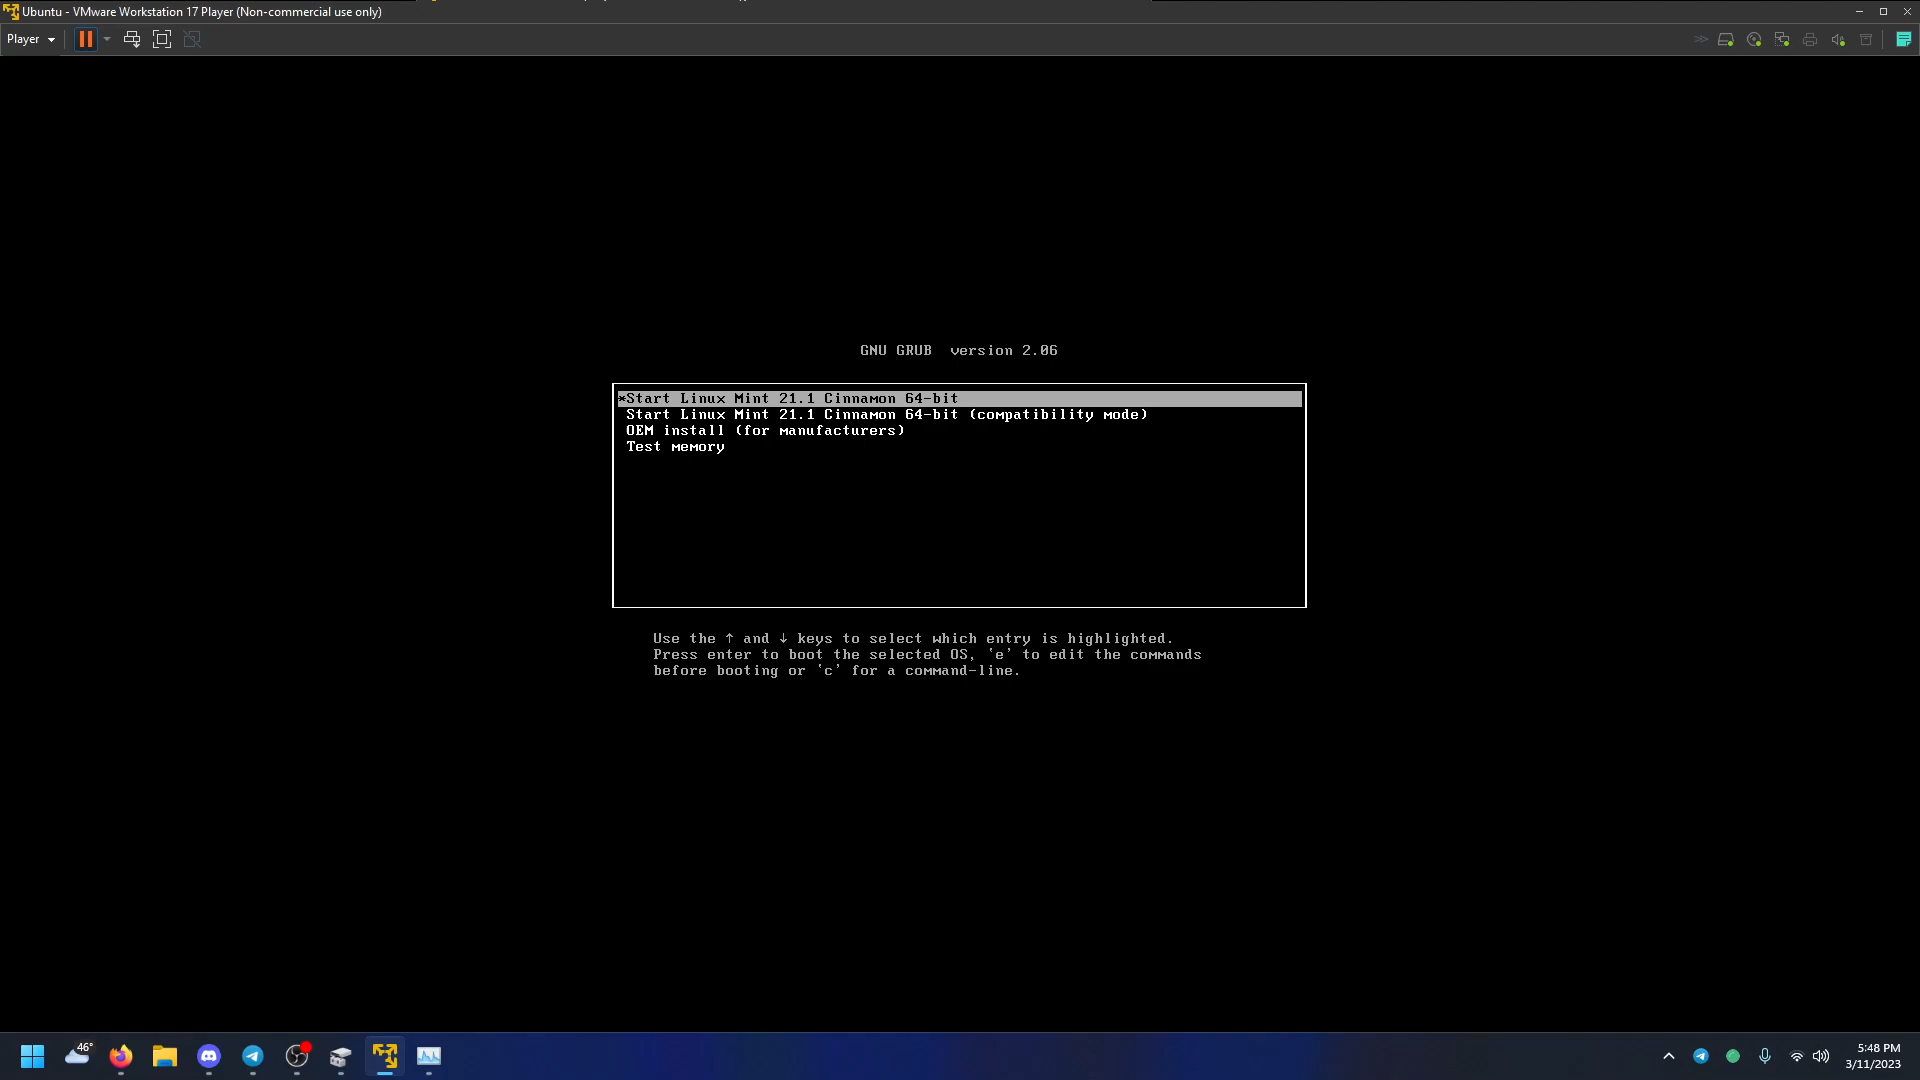 Ubuntu - VMware Workstation 17 Player (Non-commercial use only)
Player
GNU GRUB  version 2.06
*Start Linux Mint 21.1 Cinnamon 64-bit
Start Linux Mint 21.1 Cinnamon 64-bit (compatibility mode)
OEM install (for manufacturers)
Test memory
Use the ↑ and ↓ keys to select which entry is highlighted.
Press enter to boot the selected OS, `e' to edit the commands
before booting or `c' for a command-line.
46°
5:48 PM
3/11/2023